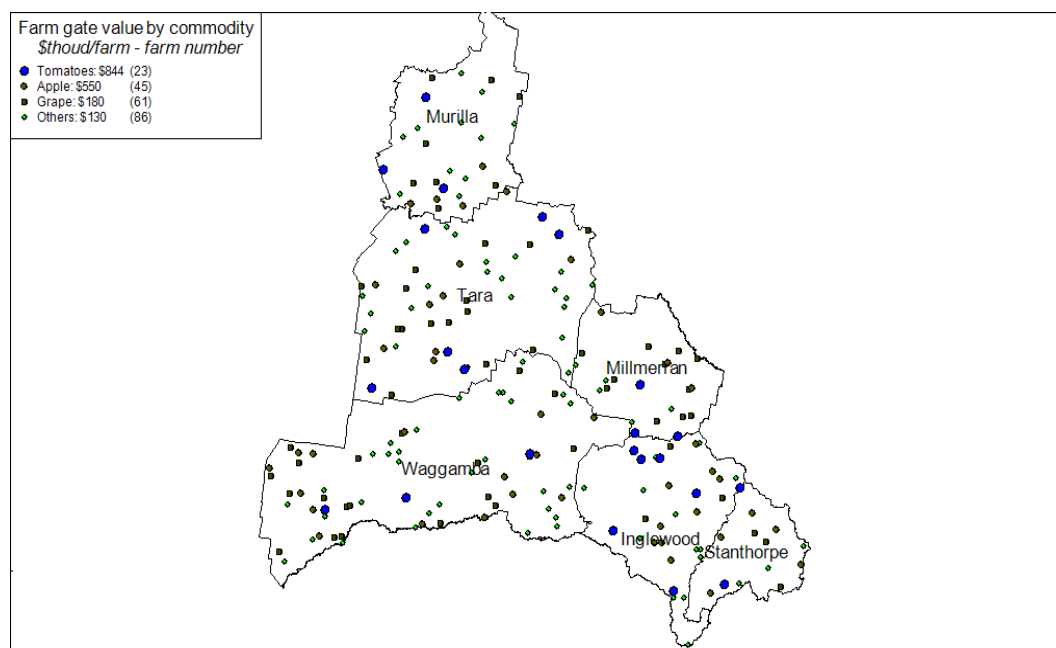 Farm gate value by commodity
$thoud/farm - farm number
Tomatoes: $844 (23)
Apple: $550 (45)
Grape: $180 (61)
Others: $130 (86)
Murilla
Tara
Millmerran
Waggamba
Inglewood
Stanthorpe